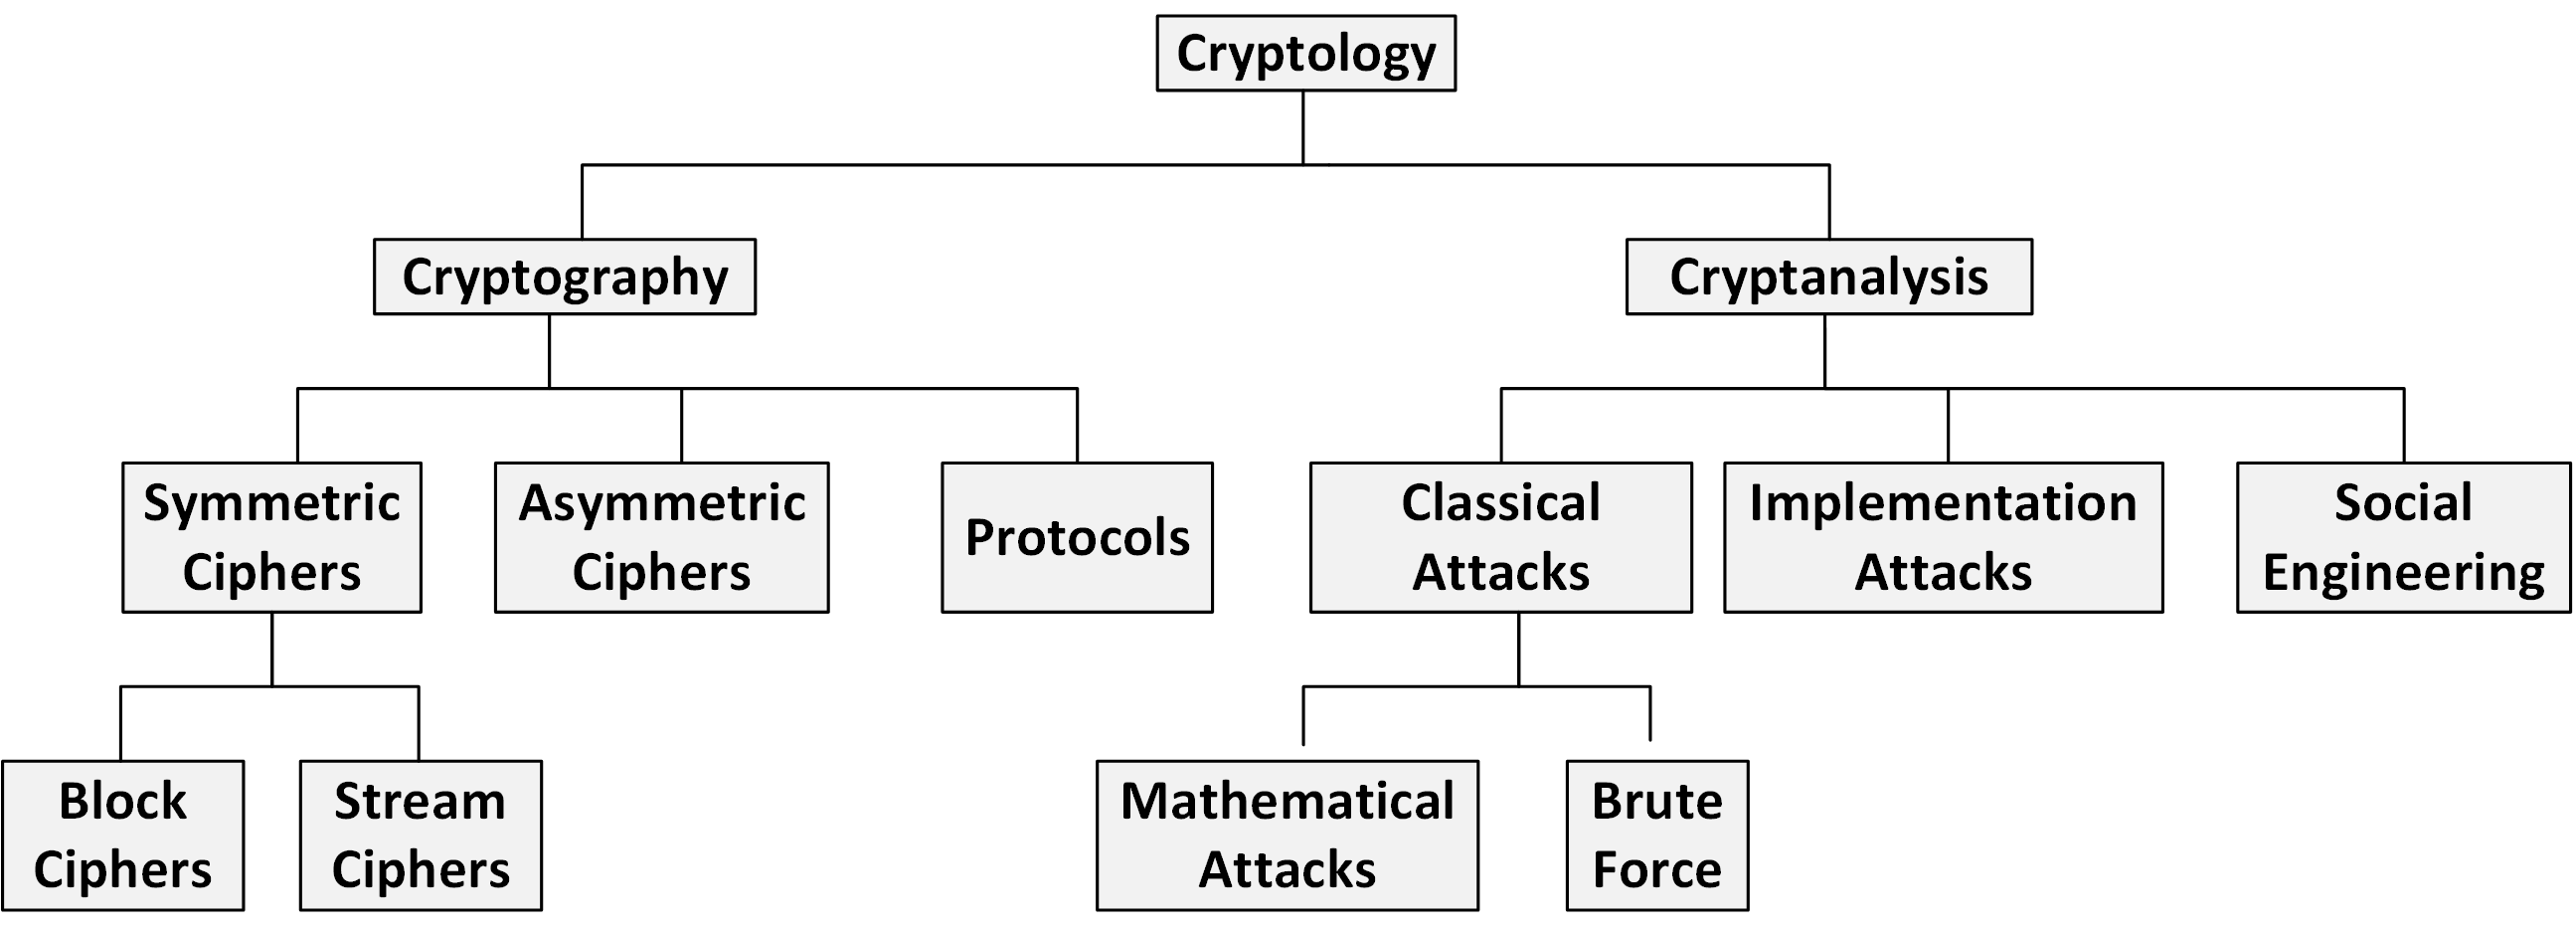 Cryptology
Cryptography
Cryptanalysis
Symmetric
Ciphers
Asymmetric
Ciphers
Protocols
Classical
Attacks
Implementation
Attacks
Social
Engineering
Block
Ciphers
Stream
Ciphers
Mathematical
Attacks
Brute
Force